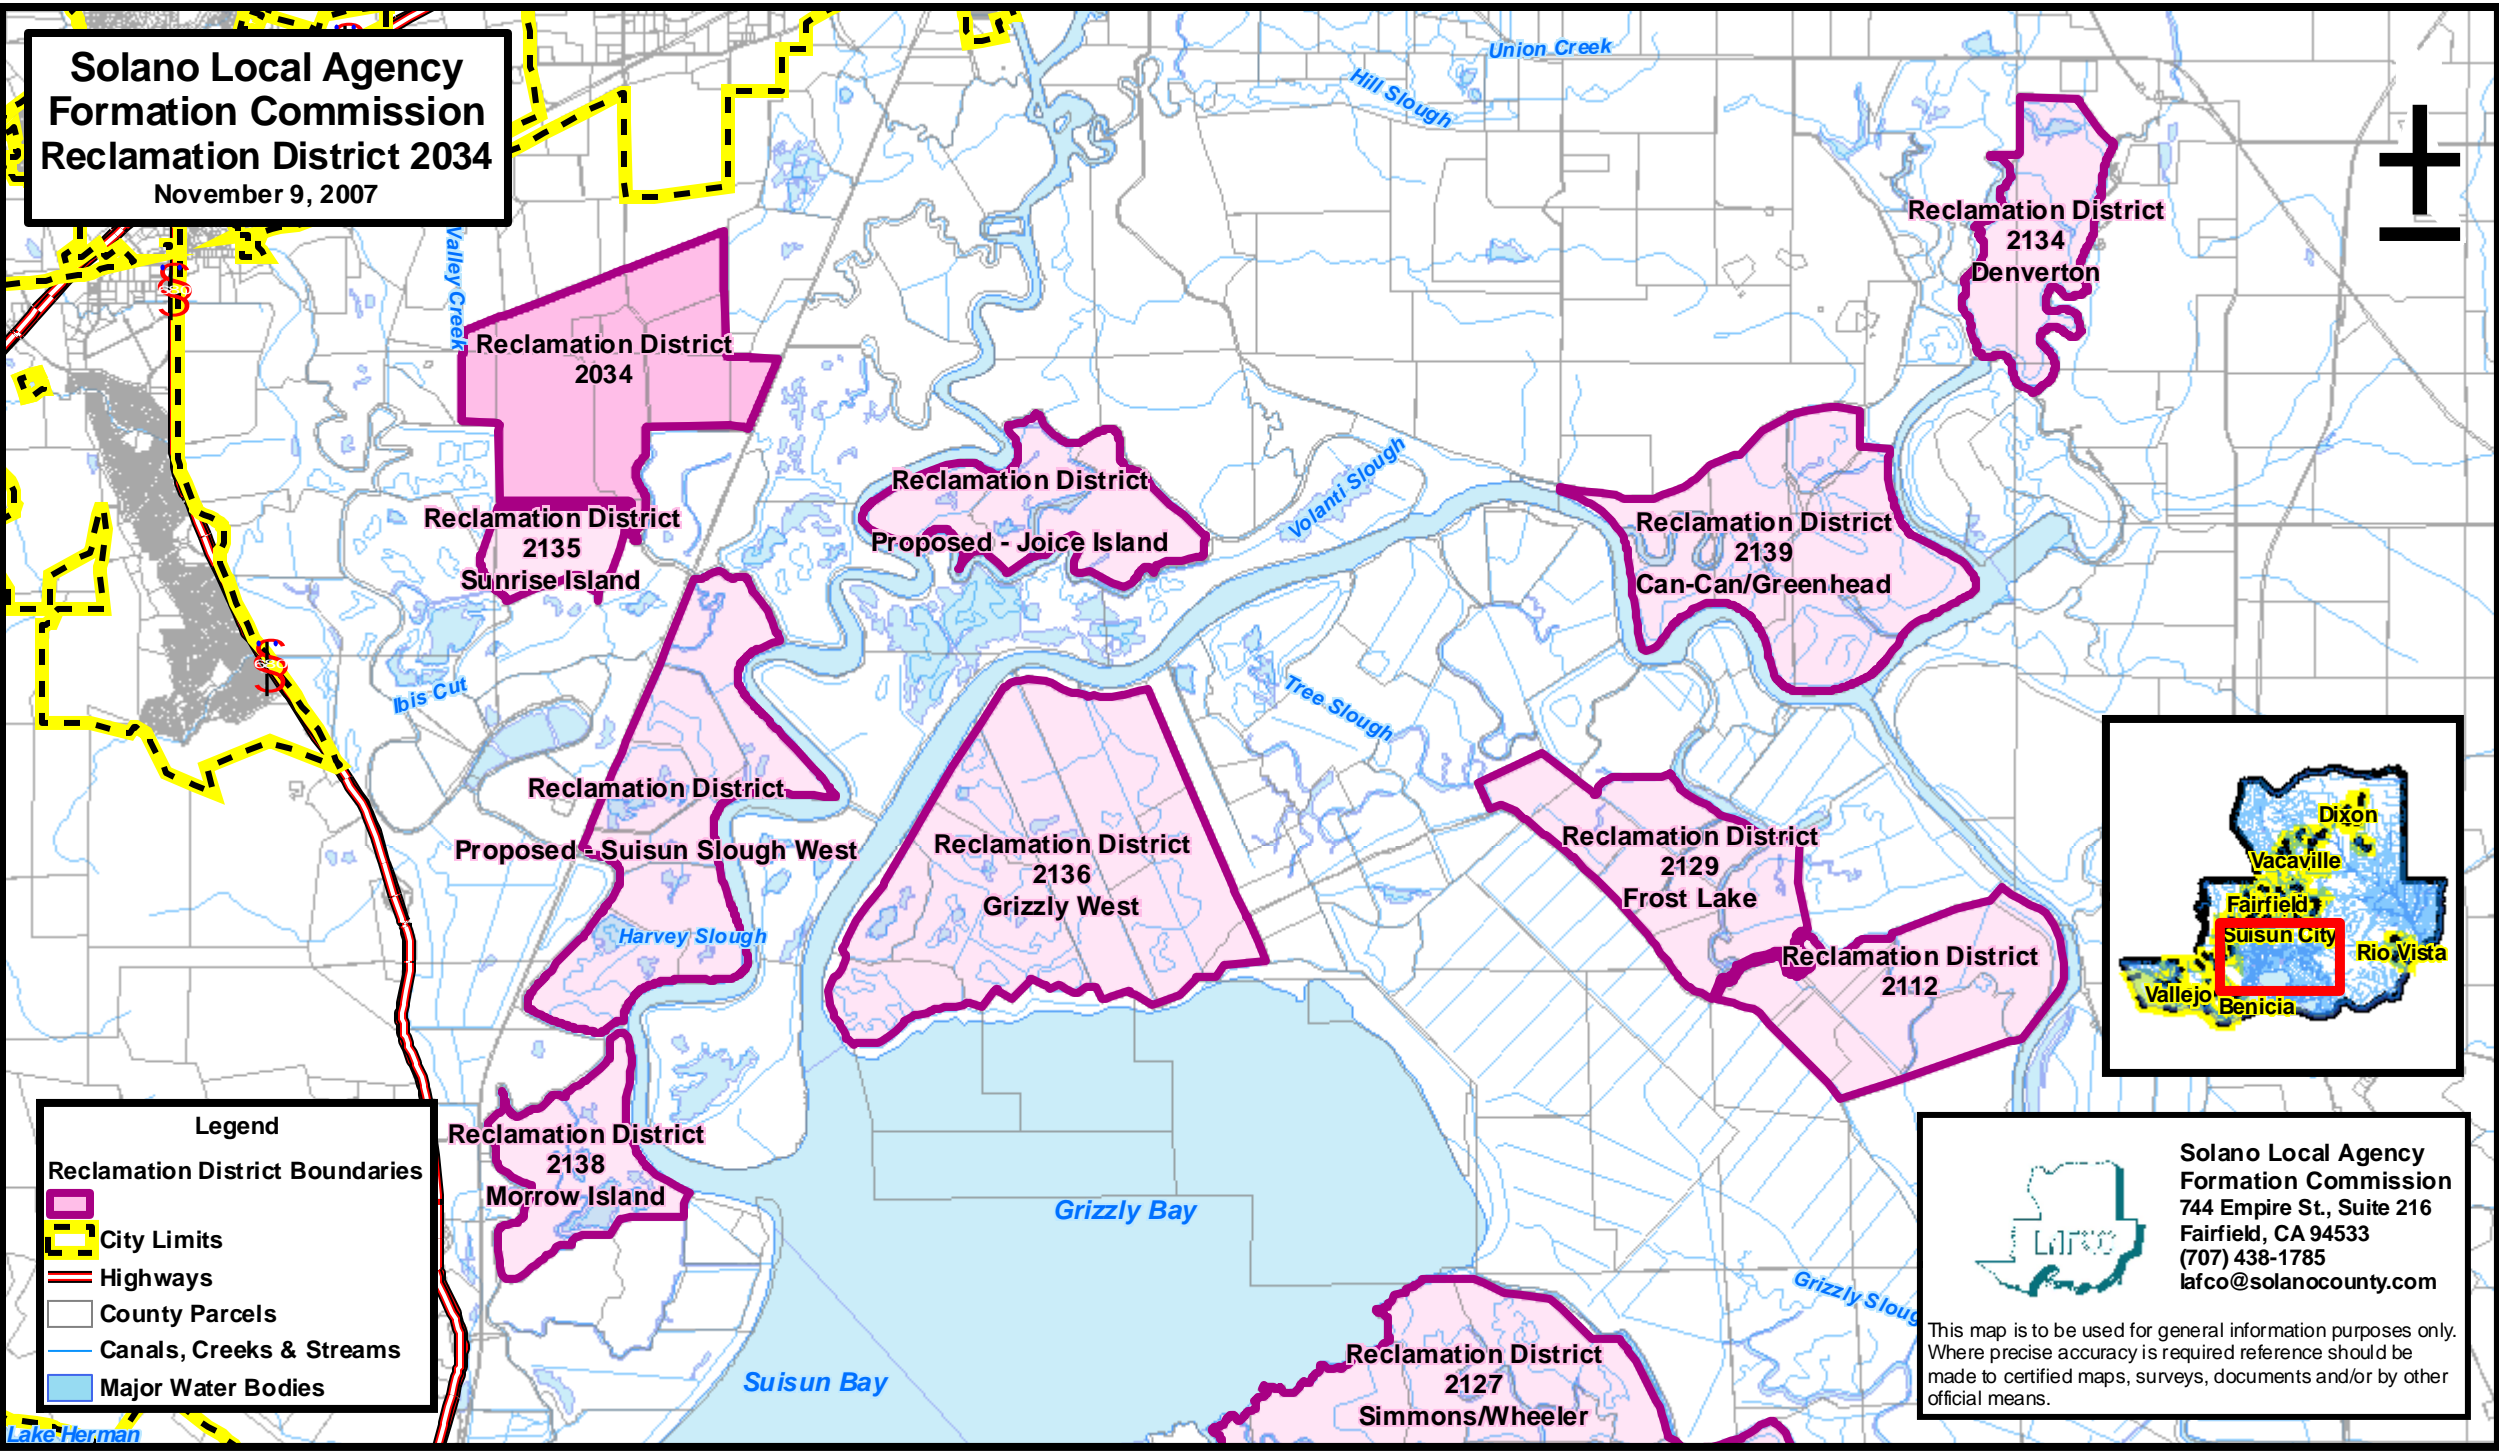 Solano Local Agency
Formation Commission
Reclamation District 2034
November 9, 2007
Union Creek
Hill Slough
Valley Creek
Reclamation District
2134
Denverton
Reclamation District
2034
Reclamation District
Proposed - Joice Island
Volanti Slough
Reclamation District
2135
Sunrise Island
Reclamation District
2139
Can-Can/Greenhead
Ibis Cut
Tree Slough
Reclamation District
Proposed - Suisun Slough West
Harvey Slough
Reclamation District
2136
Grizzly West
Reclamation District
2129
Frost Lake
Reclamation District
2112
Dixon
Vacaville
Fairfield
Suisun City
Rio Vista
Vallejo
Benicia
Reclamation District
2138
Morrow Island
Grizzly Bay
Suisun Bay
Grizzly Sloug
Reclamation District
2127
Simmons/Wheeler
Lake Herman
Legend
Reclamation District Boundaries
City Limits
Highways
County Parcels
Canals, Creeks & Streams
Major Water Bodies
LAFCO
Solano Local Agency
Formation Commission
744 Empire St., Suite 216
Fairfield, CA 94533
(707) 438-1785
lafco@solanocounty.com
This map is to be used for general information purposes only.
Where precise accuracy is required reference should be
made to certified maps, surveys, documents and/or by other
official means.